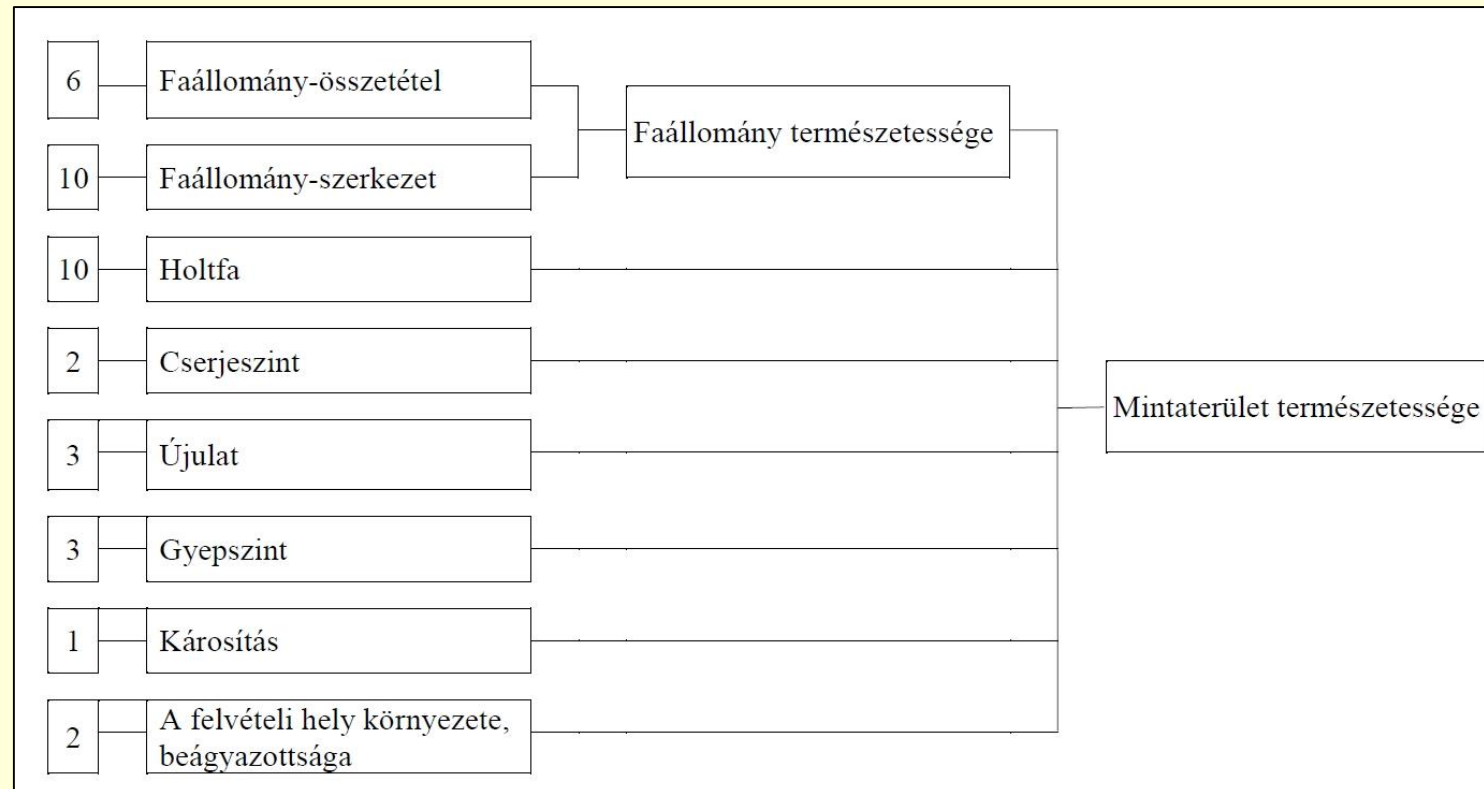 6 Faállomány-összetétel
Faállomány természetessége
10 Faállomány-szerkezet
10 Holtfa
2 Cserjeszint
Mintaterület természetessége
3 Újulat
3 Gyepszint
1 Károsítás
2 A felvételi hely környezete,
beágyazottsága